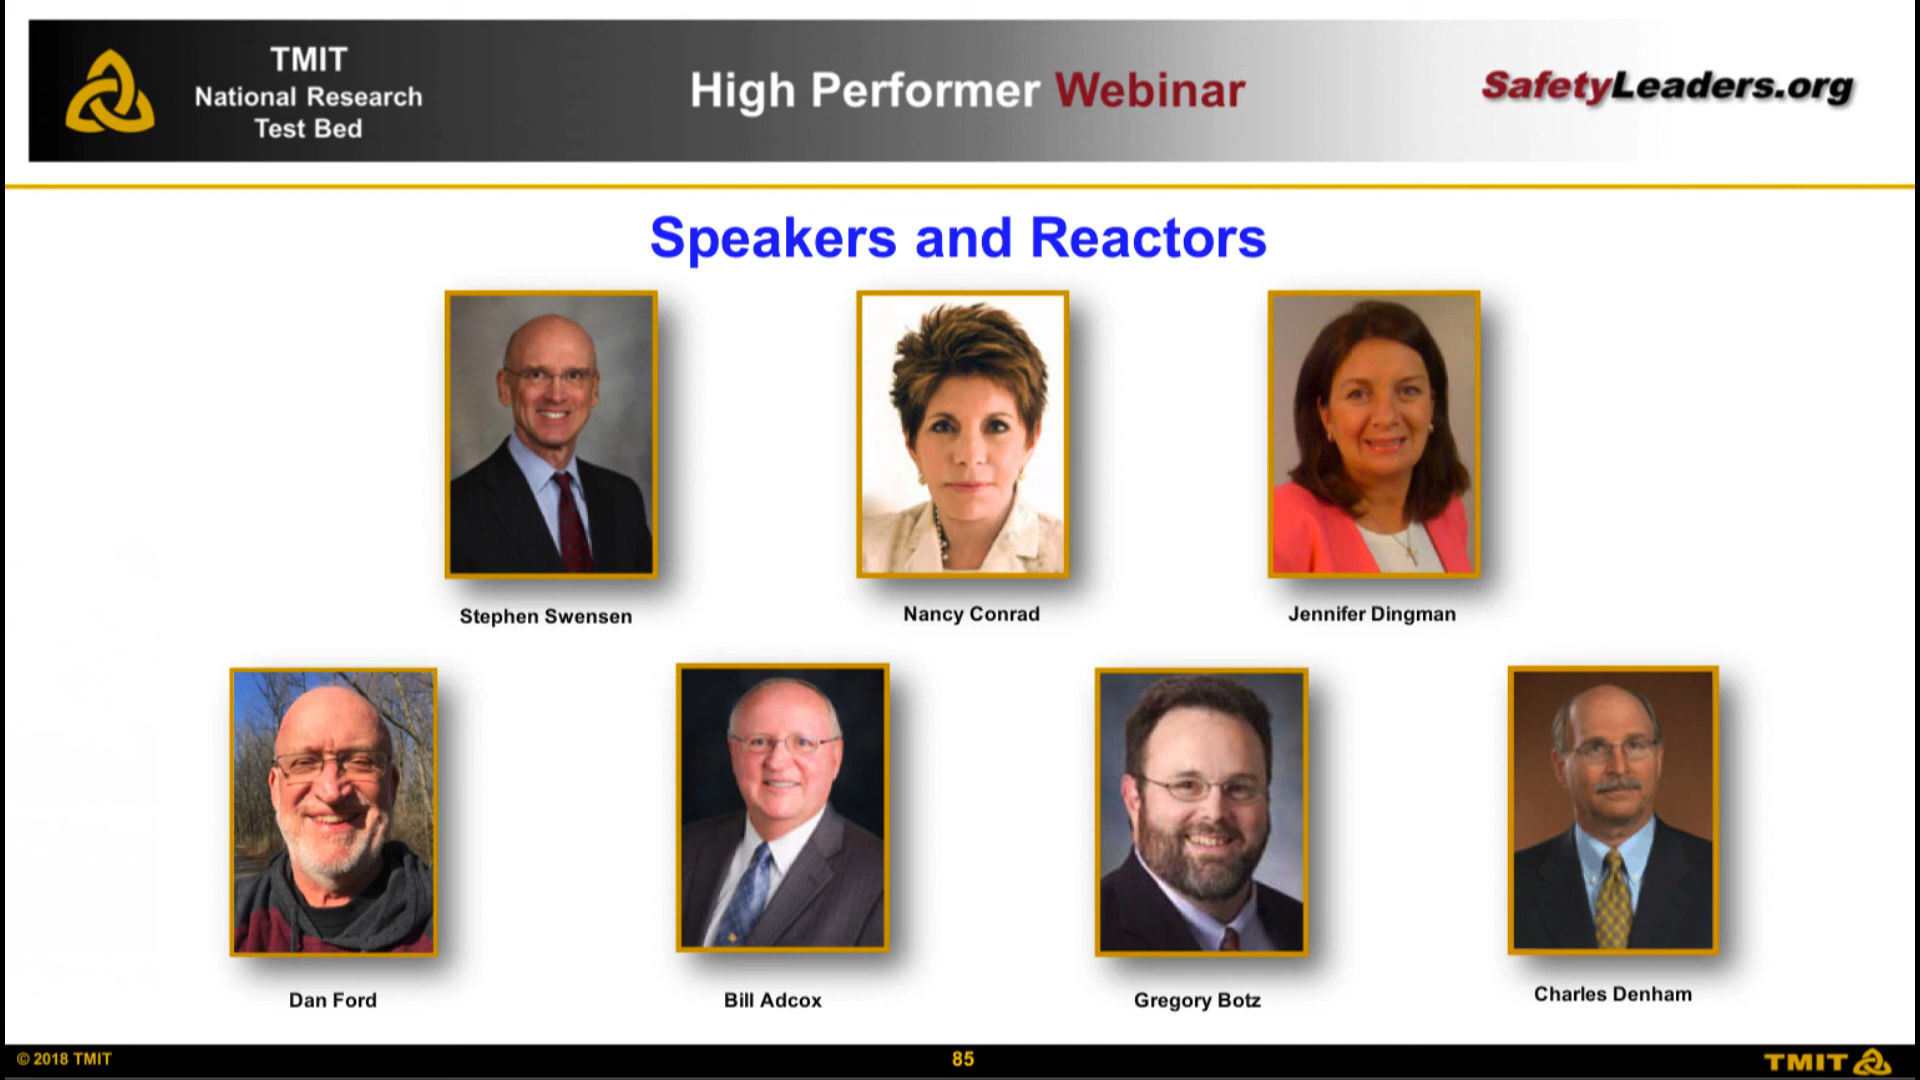 TMIT
National Research
Test Bed
High Performer Webinar
SafetyLeaders.org
Speakers and Reactors
Stephen Swensen
Nancy Conrad
Jennifer Dingman
Dan Ford
Bill Adcox
Gregory Botz
Charles Denham
© 2018 TMIT
85
TMIT